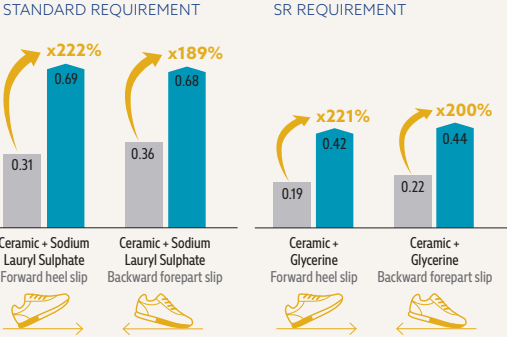 STANDARD REQUIREMENT
SR REQUIREMENT
x222%
0.69
0.31
x189%
0.68
0.36
x221%
0.42
0.19
x200%
0.44
0.22
Ceramic + Sodium
Lauryl Sulphate
Forward heel slip
Ceramic + Sodium
Lauryl Sulphate
Backward forepart slip
Ceramic +
Glycerine
Forward heel slip
Ceramic +
Glycerine
Backward forepart slip